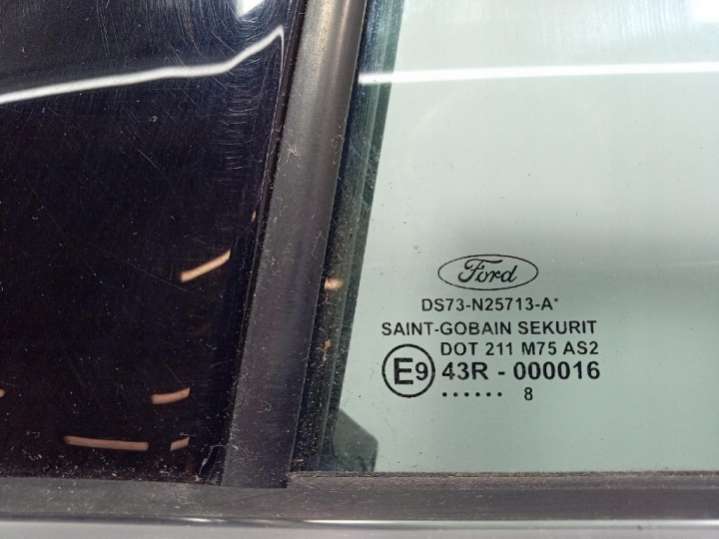 Ford
DS73-N25713-A*
SAINT-GOBAIN SEKURIT
DOT 211 M75 AS2
E9 43R - 000016
...... 8